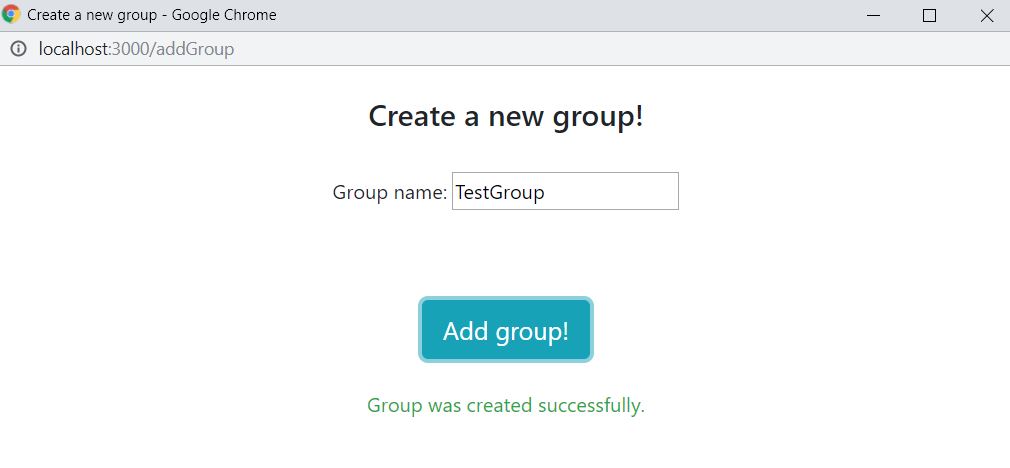 Create a new group - Google Chrome
localhost:3000/addGroup
Create a new group!
Group name: TestGroup
Add group!
Group was created successfully.